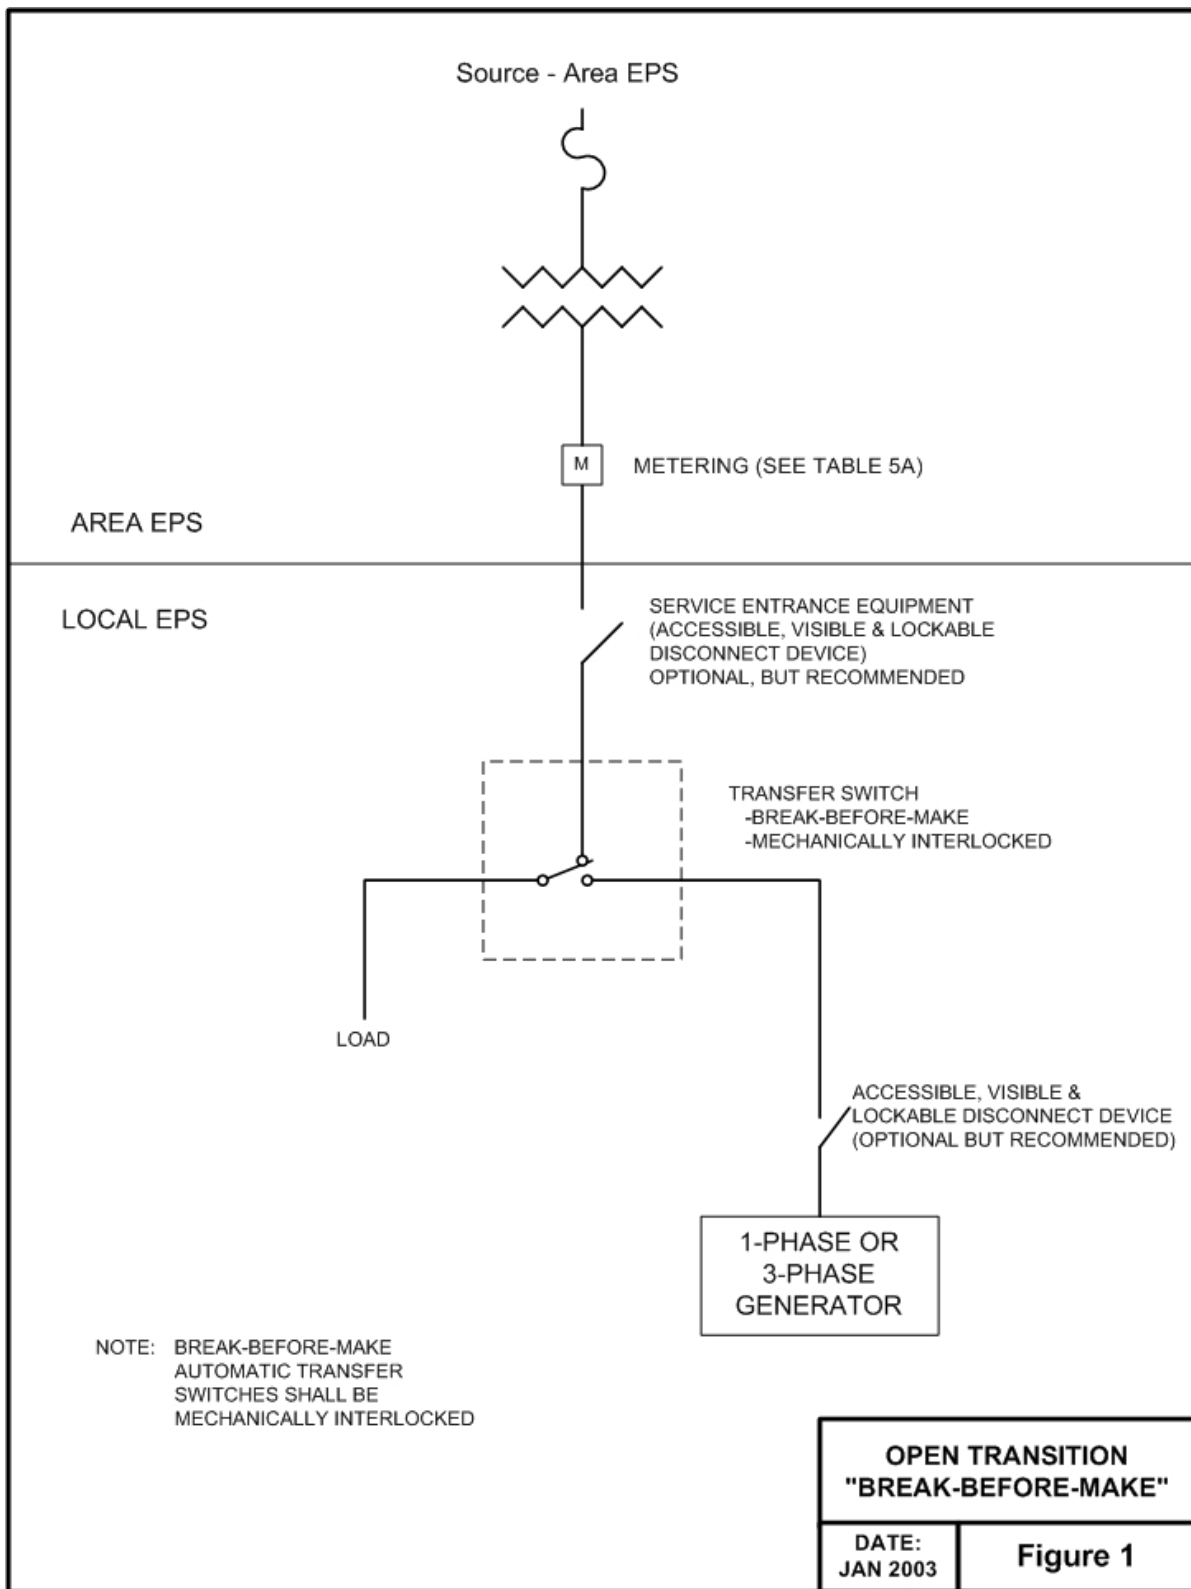 Source - Area EPS
M
METERING (SEE TABLE 5A)
AREA EPS
LOCAL EPS
SERVICE ENTRANCE EQUIPMENT
(ACCESSIBLE, VISIBLE & LOCKABLE
DISCONNECT DEVICE)
OPTIONAL, BUT RECOMMENDED
TRANSFER SWITCH
-BREAK-BEFORE-MAKE
-MECHANICALLY INTERLOCKED
LOAD
ACCESSIBLE, VISIBLE &
LOCKABLE DISCONNECT DEVICE
(OPTIONAL BUT RECOMMENDED)
1-PHASE OR
3-PHASE
GENERATOR
NOTE: BREAK-BEFORE-MAKE
AUTOMATIC TRANSFER
SWITCHES SHALL BE
MECHANICALLY INTERLOCKED
OPEN TRANSITION
"BREAK-BEFORE-MAKE"
DATE:
JAN 2003
Figure 1